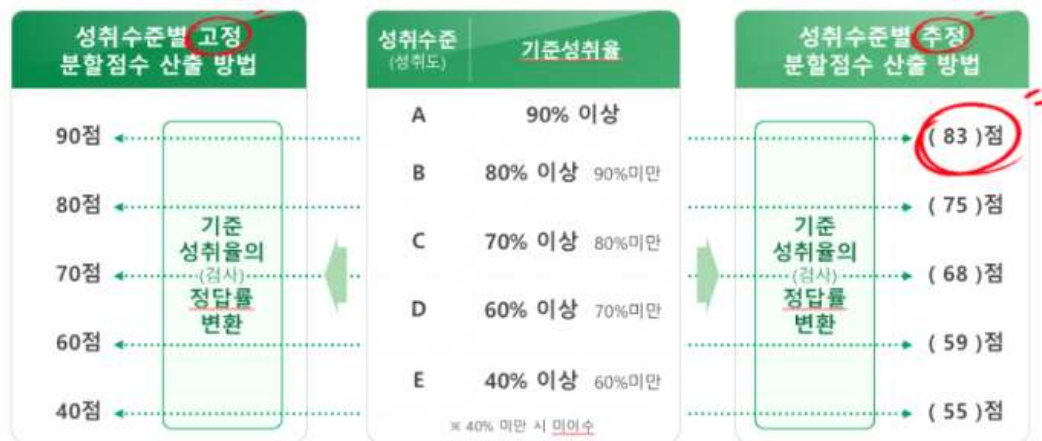 성취수준별 고정
분할점수 산출 방법
90점
80점
70점
60점
40점
기준
성취율의
(검사)
정답률
변환
성취수준
(성취도)
기준성취율
A 90% 이상
B 80% 이상 90%미만
C 70% 이상 80%미만
D 60% 이상 70%미만
E 40% 이상 60%미만
※ 40% 미만 시 미이수
성취수준별 추정
분할점수 산출 방법
기준
성취율의
(검사)
정답률
변환
( 83 )점
( 75 )점
( 68 )점
( 59 )점
( 55 )점